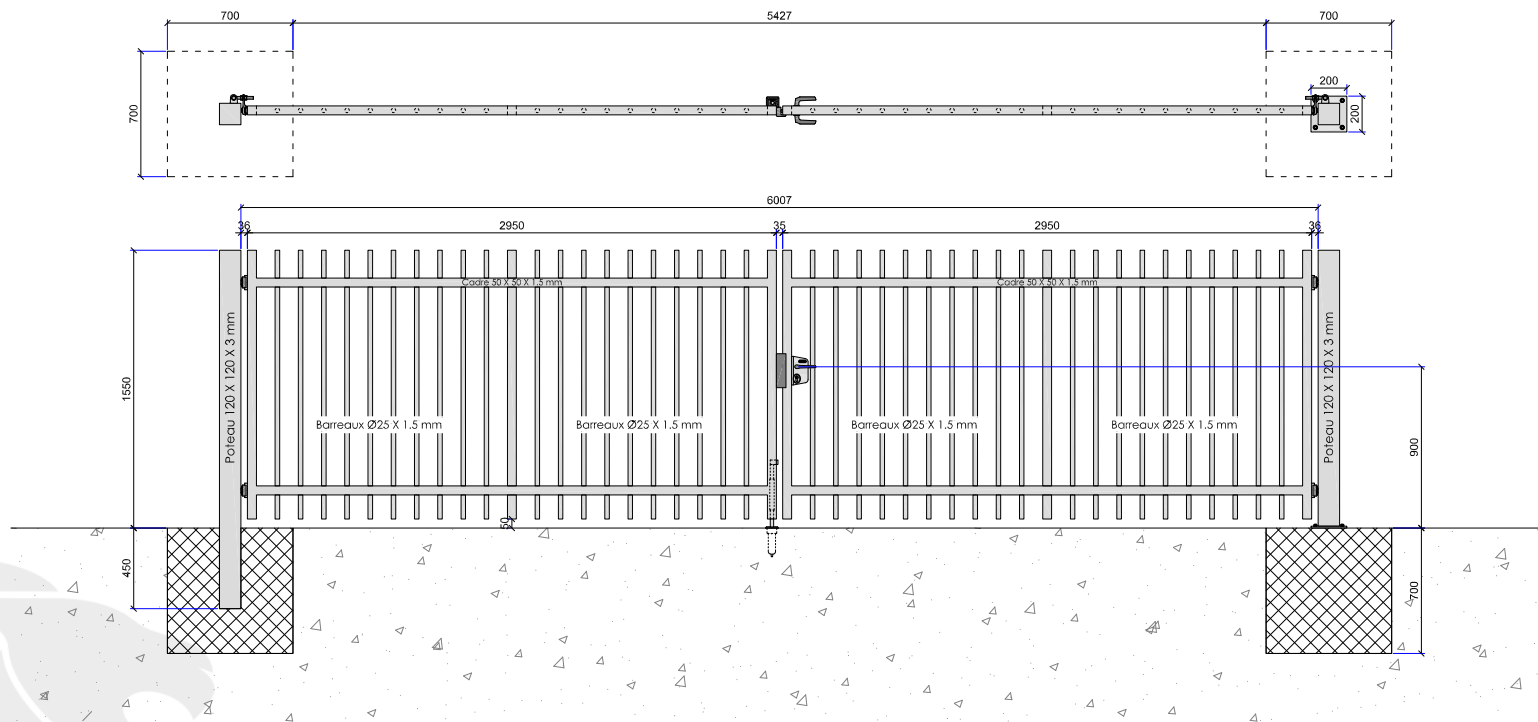 700
5427
700
700
200
200
6007
36
2950
35
2950
36
Cadre 50 X 50 X 1.5 mm
Cadre 50 X 50 X 1.5 mm
1550
Poteau 120 X 120 X 3 mm
Poteau 120 X 120 X 3 mm
Barreaux Ø25 X 1.5 mm
Barreaux Ø25 X 1.5 mm
Barreaux Ø25 X 1.5 mm
Barreaux Ø25 X 1.5 mm
900
50
450
700